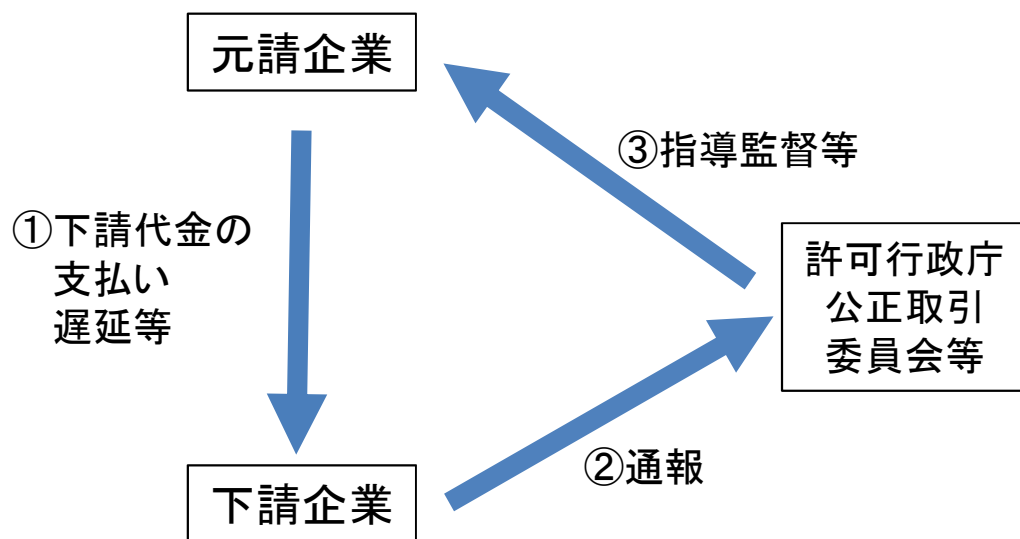 元請企業
③指導監督等
①下請代金の
支払い
遅延等
許可行政庁
公正取引
委員会等
②通報
下請企業